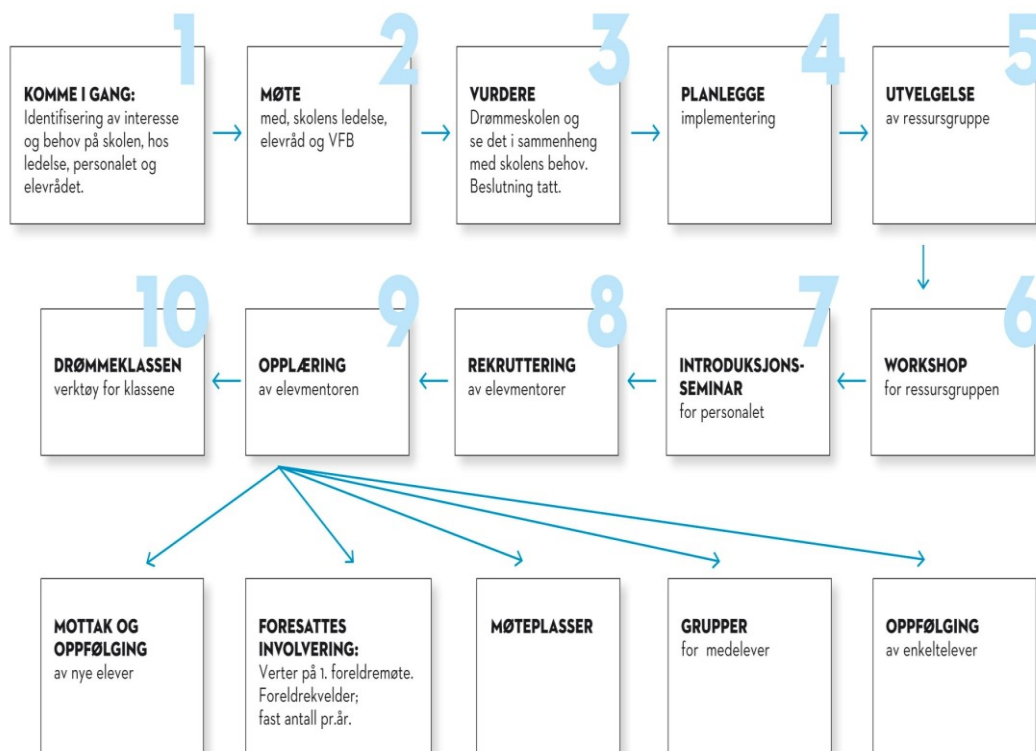 1
KOMME I GANG:
Identifisering av interesse
og behov på skolen, hos
ledelse, personalet og
elevrådet.
2
MØTE
med, skolens ledelse,
elevråd og VFB
3
VURDERE
Drømmeskolen og
se det i sammenheng
med skolens behov.
Beslutning tatt.
4
PLANLEGGE
implementering
5
UTVELGELSE
av ressursgruppe
6
WORKSHOP
for ressursgruppen
7
INTRODUKSJONS-
SEMINAR
for personalet
8
REKRUTTERING
av elevmentorer
9
OPPLÆRING
av elevmentoren
10
DRØMMEKLASSEN
verktøy for klassene
MOTTAK OG
OPPFØLGING
av nye elever
FORESATTES
INVOLVERING:
Verter på 1. foreldremøte.
Foreldrekvelder;
fast antall pr.år.
MØTEPLASSER
GRUPPER
for medelever
OPPFØLGING
av enkeltelever